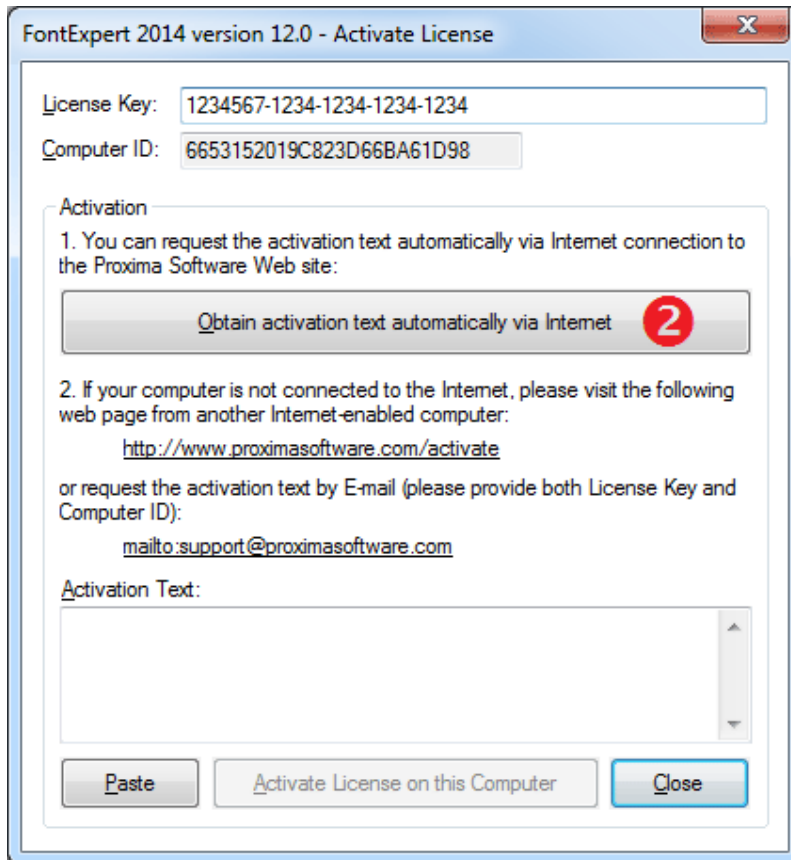 FontExpert 2014 version 12.0 - Activate License
License Key: 1234567-1234-1234-1234-1234
Computer ID: 6653152019C823D66BA61D98
Activation
1. You can request the activation text automatically via Internet connection to
the Proxima Software Web site:
Obtain activation text automatically via Internet 2
2. If your computer is not connected to the Internet, please visit the following
web page from another Internet-enabled computer:
http://www.proximasoftware.com/activate
or request the activation text by E-mail (please provide both License Key and
Computer ID):
mailto:support@proximasoftware.com
Activation Text:
Paste Activate License on this Computer Close